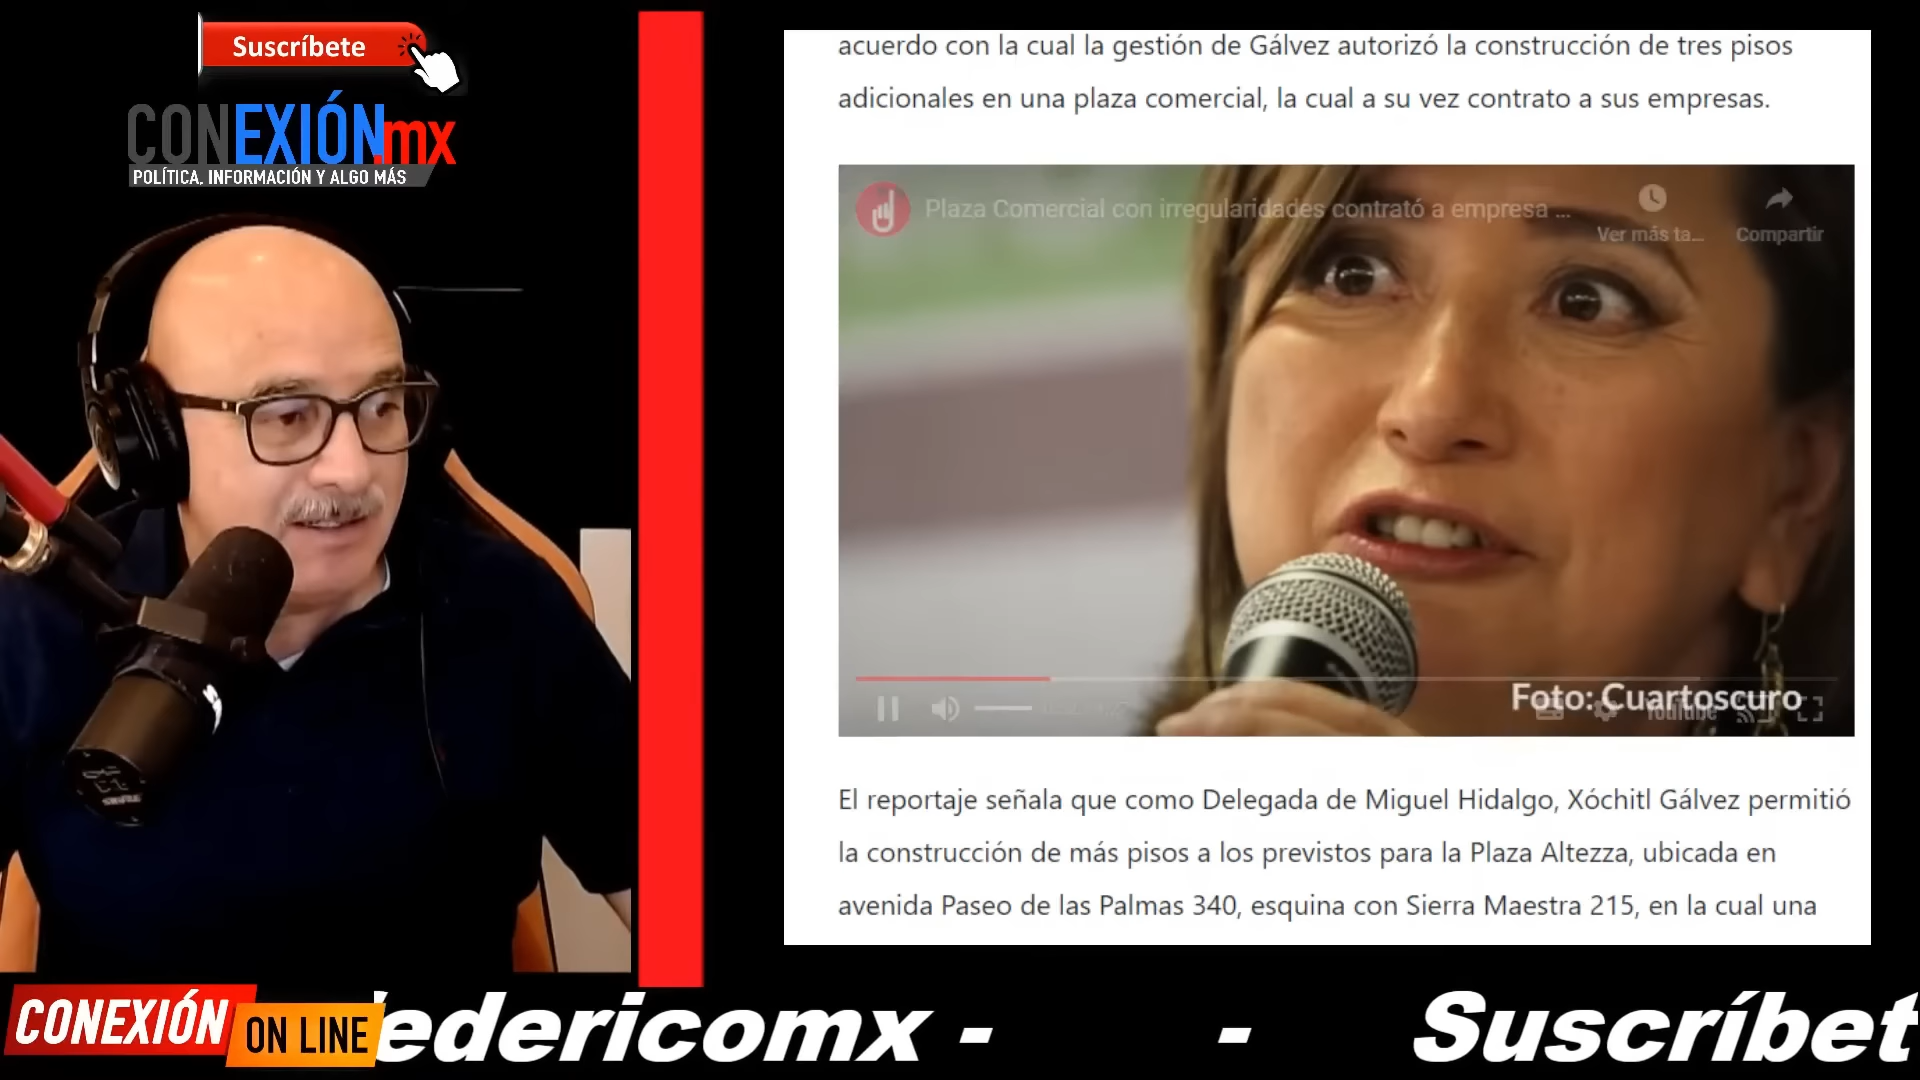 Suscríbete
CONEXIÓN.mx
POLÍTICA, INFORMACIÓN Y ALGO MÁS
acuerdo con la cual la gestión de Gálvez autorizó la construcción de tres pisos
adicionales en una plaza comercial, la cual a su vez contrato a sus empresas.
Plaza Comercial con irregularidades contrató a empresa ...
Ver más ta...
Compartir
Foto: Cuartoscuro
YouTube
El reportaje señala que como Delegada de Miguel Hidalgo, Xóchitl Gálvez permitió
la construcción de más pisos a los previstos para la Plaza Altezza, ubicada en
avenida Paseo de las Palmas 340, esquina con Sierra Maestra 215, en la cual una
CONEXIÓN
ON LINE
edericomx - - Suscríbet